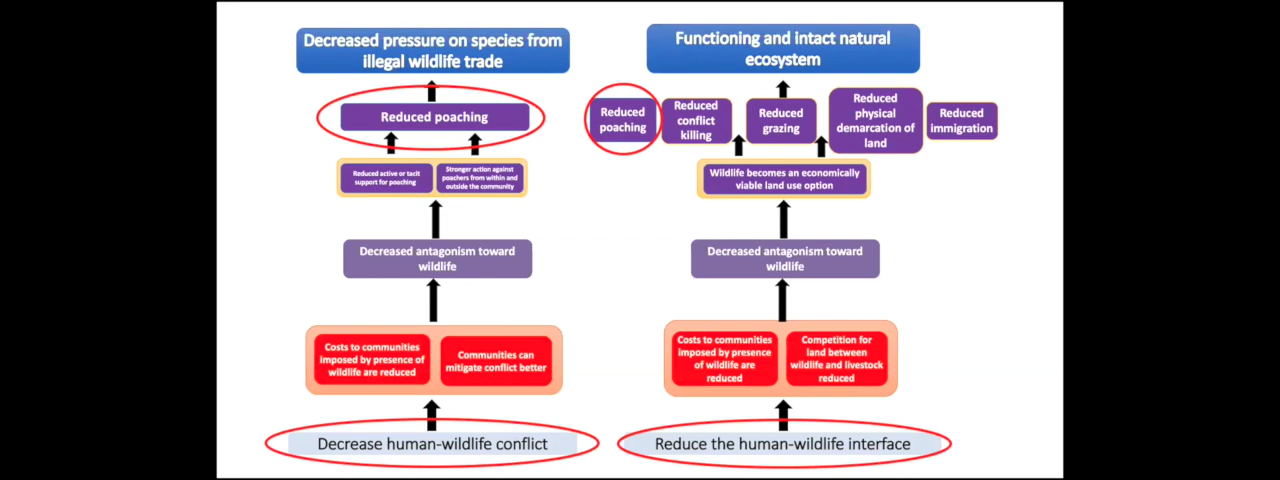 Decreased pressure on species from
illegal wildlife trade
Reduced poaching
Reduced active or tacit
support for poaching
Stronger action against
poachers from within and
outside the community
Decreased antagonism toward
wildlife
Costs to communities
imposed by presence of
wildlife are reduced
Communities can
mitigate conflict better
Decrease human-wildlife conflict
Functioning and intact natural
ecosystem
Reduced
poaching
Reduced
conflict
killing
Reduced
grazing
Reduced
physical
demarcation of
land
Reduced
immigration
Wildlife becomes an economically
viable land use option
Decreased antagonism toward
wildlife
Costs to communities
imposed by presence
of wildlife are
reduced
Competition for
land between
wildlife and livestock
reduced
Reduce the human-wildlife interface